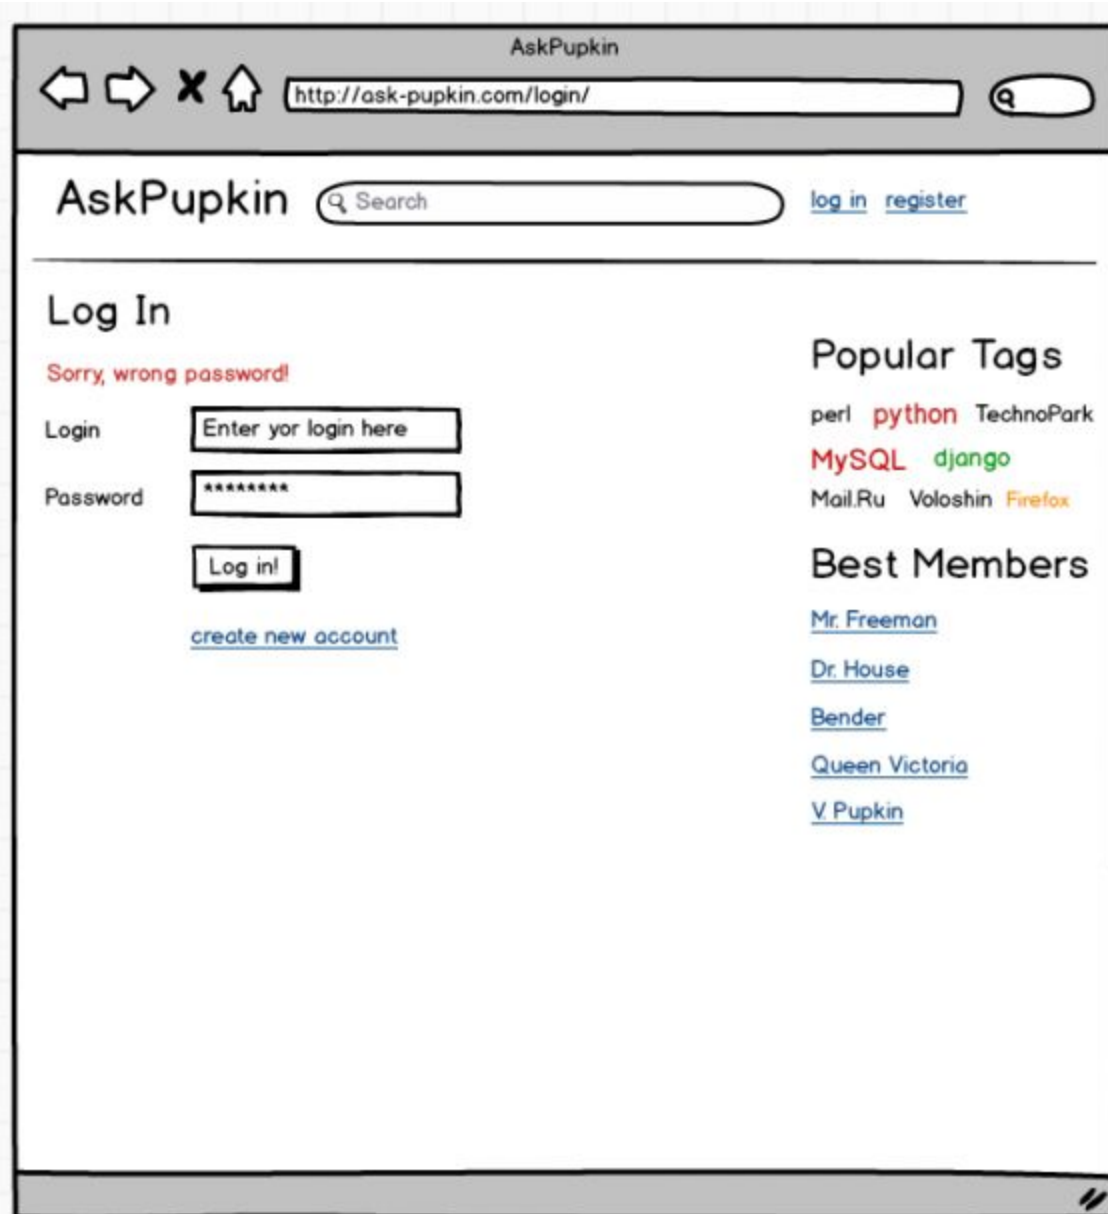 AskPupkin
http://ask-pupkin.com/login/
AskPupkin
Search
log in register
Log In
Sorry, wrong password!
Login
Enter yor login here
Password
********
Log in!
create new account
Popular Tags
perl python TechnoPark
MySQL django
Mail.Ru Voloshin Firefox
Best Members
Mr. Freeman
Dr. House
Bender
Queen Victoria
V. Pupkin